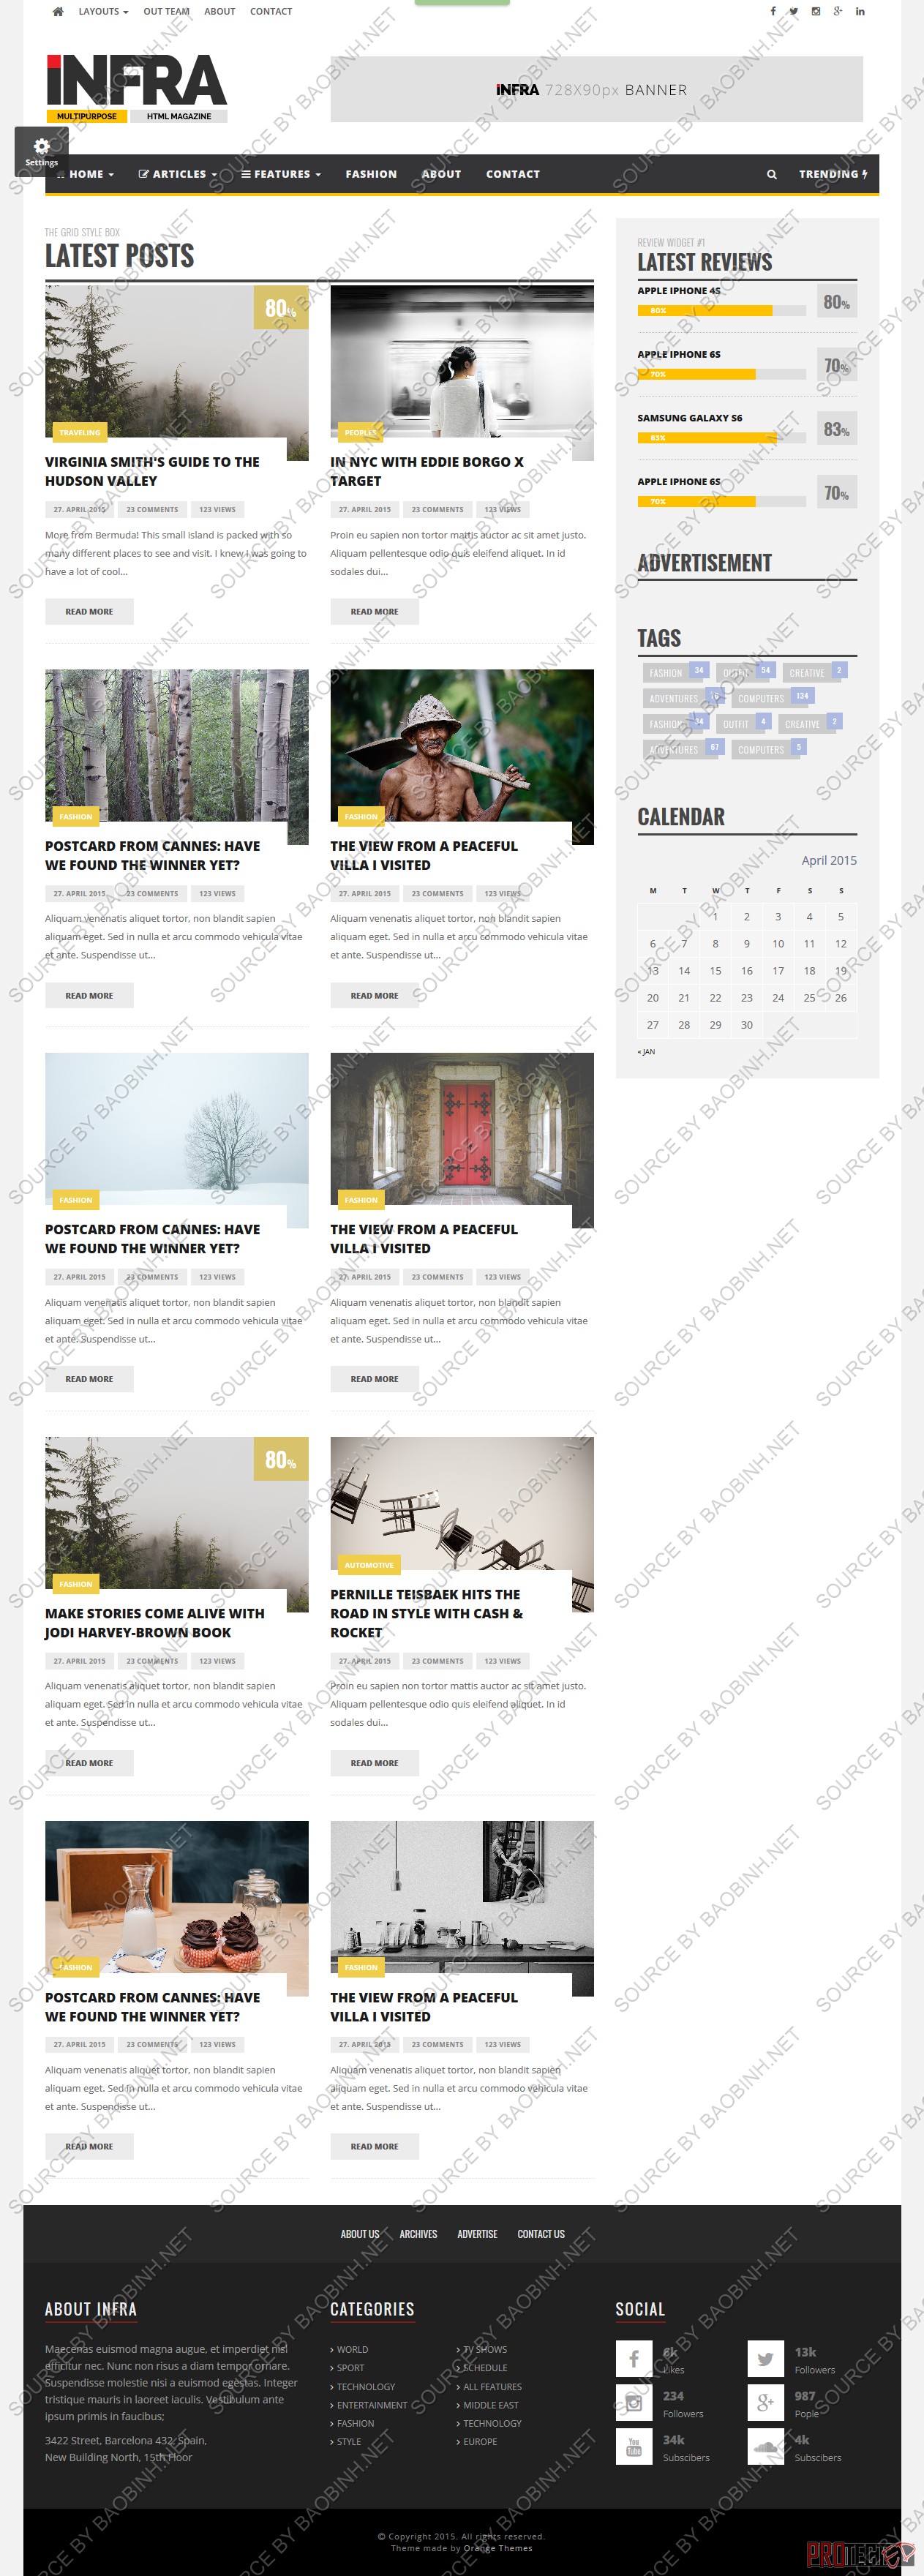 LAYOUTS OUT TEAM ABOUT CONTACT
INFRA
MULTIPURPOSE HTML MAGAZINE
INFRA 728X90px BANNER
Settings
HOME ARTICLES FEATURES FASHION ABOUT CONTACT TRENDING
THE GRID STYLE BOX
LATEST POSTS
80%
TRAVELING
VIRGINIA SMITH'S GUIDE TO THE
HUDSON VALLEY
27. APRIL 2015 23 COMMENTS 123 VIEWS
More from Bermuda! This small island is packed with so
many different places to see and visit. I knew I was going to
have a lot of cool...
READ MORE
PEOPLES
IN NYC WITH EDDIE BORGO X
TARGET
27. APRIL 2015 23 COMMENTS 123 VIEWS
Proin eu sapien non tortor mattis auctor ac sit amet justo.
Aliquam pellentesque odio quis eleifend aliquet. In id
sodales dui...
READ MORE
FASHION
POSTCARD FROM CANNES: HAVE
WE FOUND THE WINNER YET?
27. APRIL 2015 23 COMMENTS 123 VIEWS
Aliquam venenatis aliquet tortor, non blandit sapien
aliquam eget. Sed in nulla et arcu commodo vehicula vitae
et ante. Suspendisse ut...
READ MORE
FASHION
THE VIEW FROM A PEACEFUL
VILLA I VISITED
27. APRIL 2015 23 COMMENTS 123 VIEWS
Aliquam venenatis aliquet tortor, non blandit sapien
aliquam eget. Sed in nulla et arcu commodo vehicula vitae
et ante. Suspendisse ut...
READ MORE
FASHION
POSTCARD FROM CANNES: HAVE
WE FOUND THE WINNER YET?
27. APRIL 2015 23 COMMENTS 123 VIEWS
Aliquam venenatis aliquet tortor, non blandit sapien
aliquam eget. Sed in nulla et arcu commodo vehicula vitae
et ante. Suspendisse ut...
READ MORE
FASHION
THE VIEW FROM A PEACEFUL
VILLA I VISITED
27. APRIL 2015 23 COMMENTS 123 VIEWS
Aliquam venenatis aliquet tortor, non blandit sapien
aliquam eget. Sed in nulla et arcu commodo vehicula vitae
et ante. Suspendisse ut...
READ MORE
80%
FASHION
MAKE STORIES COME ALIVE WITH
JODI HARVEY-BROWN BOOK
27. APRIL 2015 23 COMMENTS 123 VIEWS
Aliquam venenatis aliquet tortor, non blandit sapien
aliquam eget. Sed in nulla et arcu commodo vehicula vitae
et ante. Suspendisse ut...
READ MORE
AUTOMOTIVE
PERNILLE TEISBAEK HITS THE
ROAD IN STYLE WITH CASH &
ROCKET
27. APRIL 2015 23 COMMENTS 123 VIEWS
Proin eu sapien non tortor mattis auctor ac sit amet justo.
Aliquam pellentesque odio quis eleifend aliquet. In id
sodales dui...
READ MORE
FASHION
POSTCARD FROM CANNES: HAVE
WE FOUND THE WINNER YET?
27. APRIL 2015 23 COMMENTS 123 VIEWS
Aliquam venenatis aliquet tortor, non blandit sapien
aliquam eget. Sed in nulla et arcu commodo vehicula vitae
et ante. Suspendisse ut...
READ MORE
FASHION
THE VIEW FROM A PEACEFUL
VILLA I VISITED
27. APRIL 2015 23 COMMENTS 123 VIEWS
Aliquam venenatis aliquet tortor, non blandit sapien
aliquam eget. Sed in nulla et arcu commodo vehicula vitae
et ante. Suspendisse ut...
READ MORE
REVIEW WIDGET #1
LATEST REVIEWS
APPLE IPHONE 4S
80% 80%
APPLE IPHONE 6S
70% 70%
SAMSUNG GALAXY S6
83% 83%
APPLE IPHONE 6S
70% 70%
ADVERTISEMENT
TAGS
FASHION 34 OUTFIT 54 CREATIVE 2
ADVENTURES COMPUTERS 134
FASHION 34 OUTFIT 4 CREATIVE 2
ADVENTURES 67 COMPUTERS 5
CALENDAR
April 2015
M T W T F S S
1 2 3 4 5
6 7 8 9 10 11 12
13 14 15 16 17 18 19
20 21 22 23 24 25 26
27 28 29 30
« JAN
ABOUT US ARCHIVES ADVERTISE CONTACT US
ABOUT INFRA
Maecenas euismod magna augue, et imperdiet nisl
efficitur nec. Nunc non risus a diam tempor ornare.
Suspendisse molestie nisi a euismod egestas. Integer
tristique mauris in laoreet iaculis. Vestibulum ante
ipsum primis in faucibus;
3422 Street, Barcelona 432, Spain,
New Building North, 15th Floor
CATEGORIES
WORLD TV SHOWS
SPORT SCHEDULE
TECHNOLOGY ALL FEATURES
ENTERTAINMENT MIDDLE EAST
FASHION TECHNOLOGY
STYLE EUROPE
SOCIAL
6k 13k
Likes Followers
234 987
Followers Pople
34k 4k
Subscibers Subscibers
© Copyright 2015. All rights reserved.
Theme made by Orange Themes
SOURCE BY BAOBINH.NET